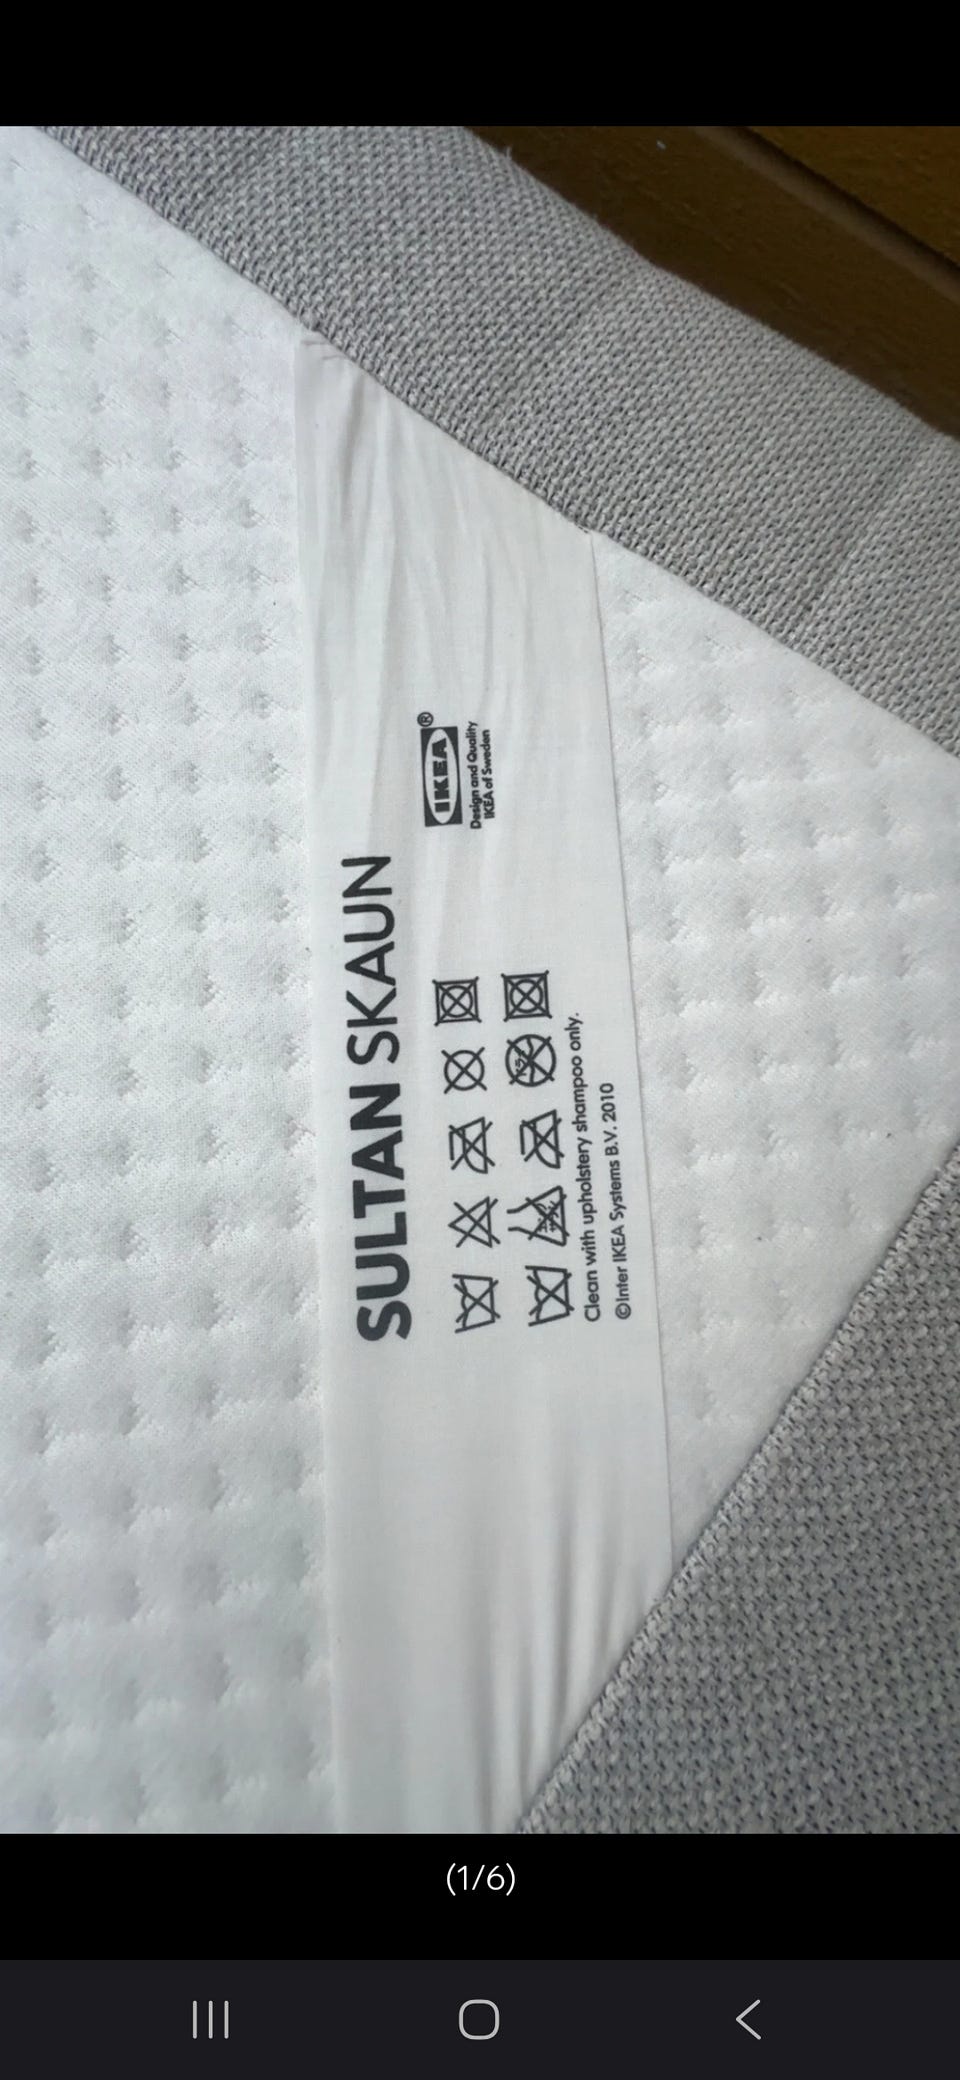 SULTAN SKAUN
IKEA®
Design and Quality
IKEA of Sweden
Clean with upholstery shampoo only.
© Inter IKEA Systems B.V. 2010
(1/6)